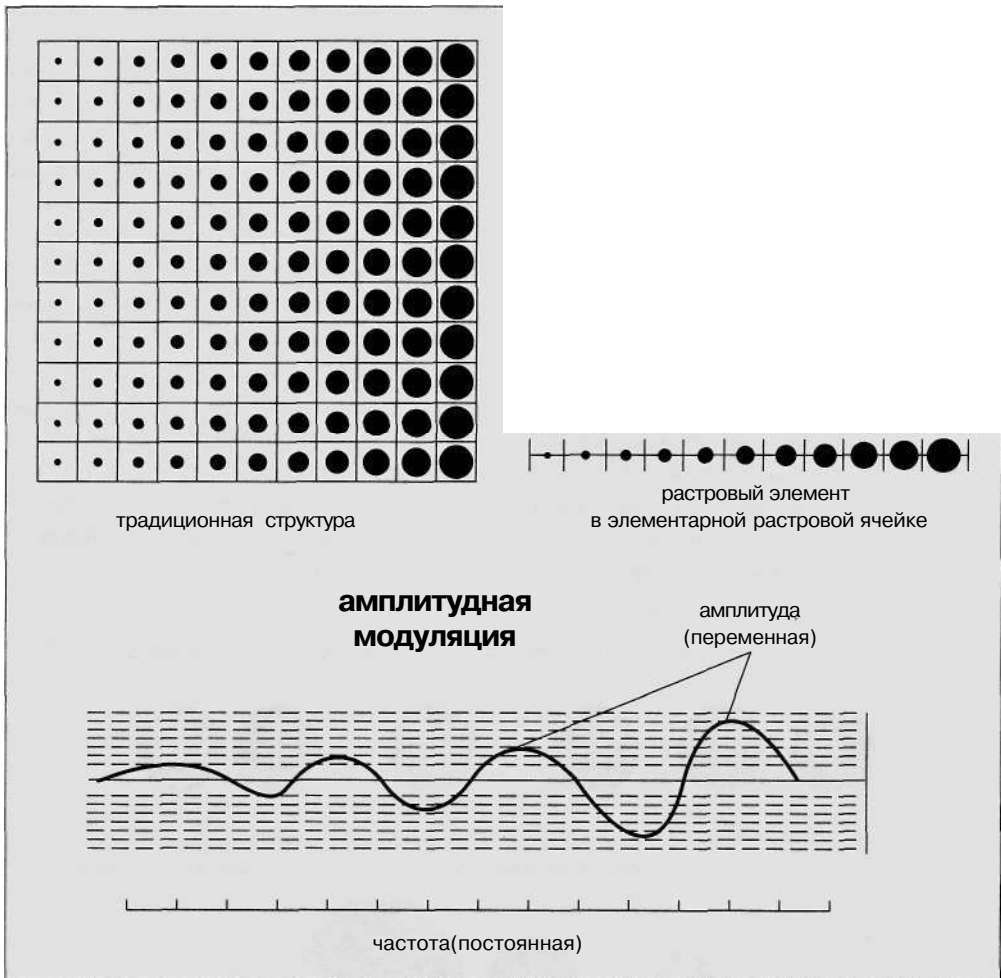 традиционная структура
растровый элемент
в элементарной растровой ячейке
амплитудная
модуляция
амплитуда
(переменная)
частота(постоянная)